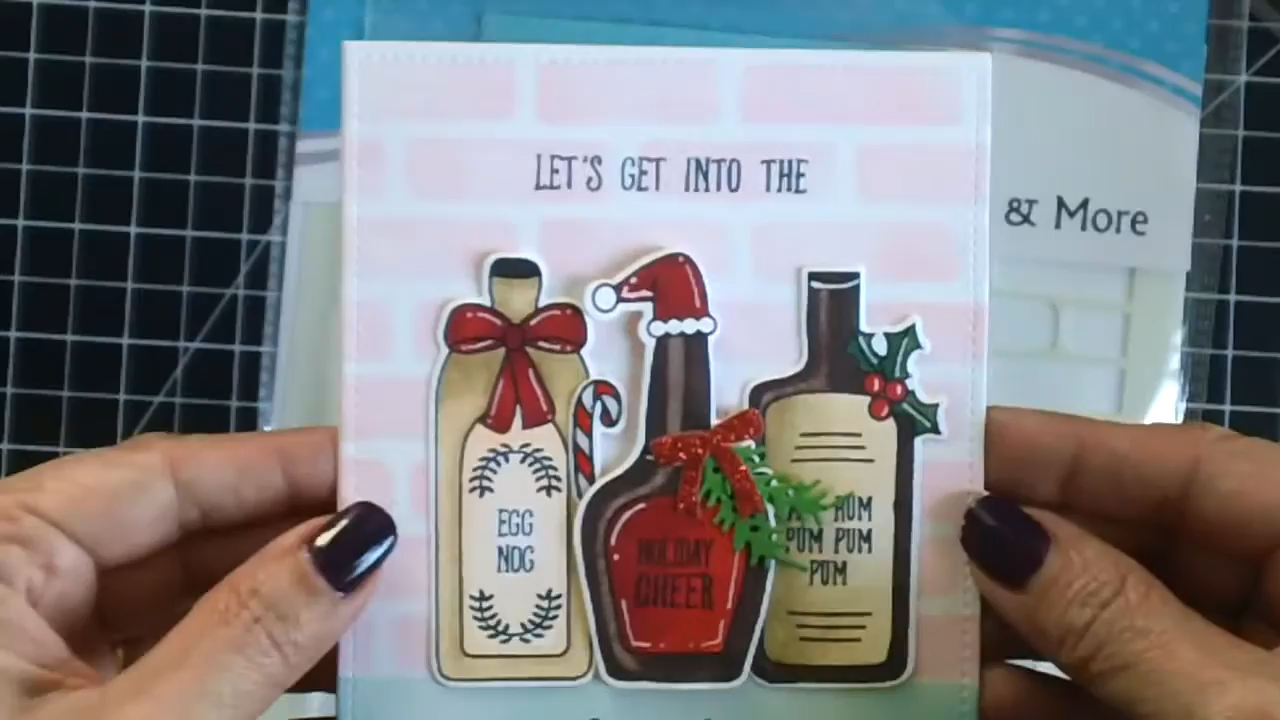 LET'S GET INTO THE
& More
EGG
NOG
HOLIDAY
CHEER
RUM
PUM PUM
PUM